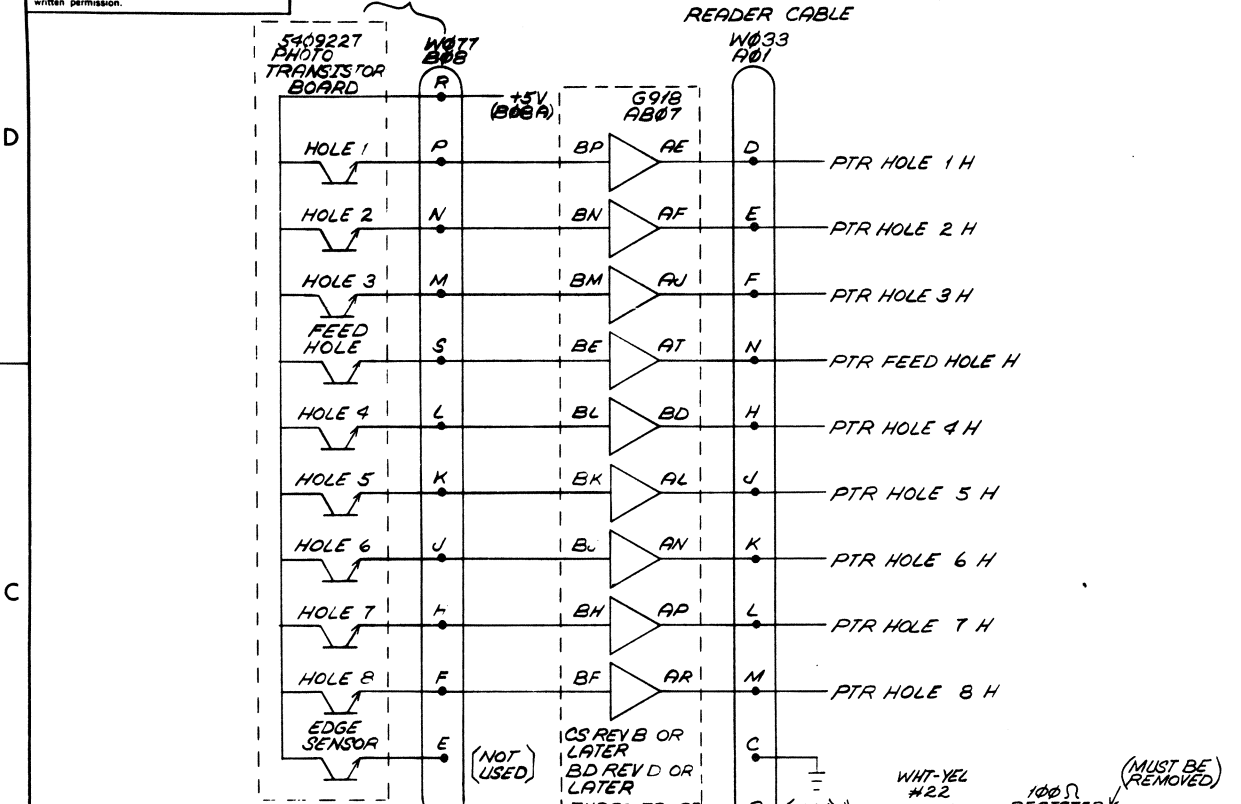 written permission.
READER CABLE
5409227
PHOTO
TRANSISTOR
BOARD
WØ77
BØ8
WØ33
AØ1
R
+5V
(BØ8A)
G918
ABØ7
D
HOLE 1 P BP AE D PTR HOLE 1 H
HOLE 2 N BN AF E PTR HOLE 2 H
HOLE 3 M BM AJ F PTR HOLE 3 H
FEED
HOLE S BE AT N PTR FEED HOLE H
HOLE 4 L BL BD H PTR HOLE 4 H
HOLE 5 K BK AL J PTR HOLE 5 H
HOLE 6 J BJ AN K PTR HOLE 6 H
C
HOLE 7 H BH AP L PTR HOLE 7 H
HOLE 8 F BF AR M PTR HOLE 8 H
EDGE
SENSOR E (NOT
USED)
CS REV B OR
LATER
BD REV D OR
LATER
C
WHT-YEL
#22
1ØØ Ω
(MUST BE
REMOVED)